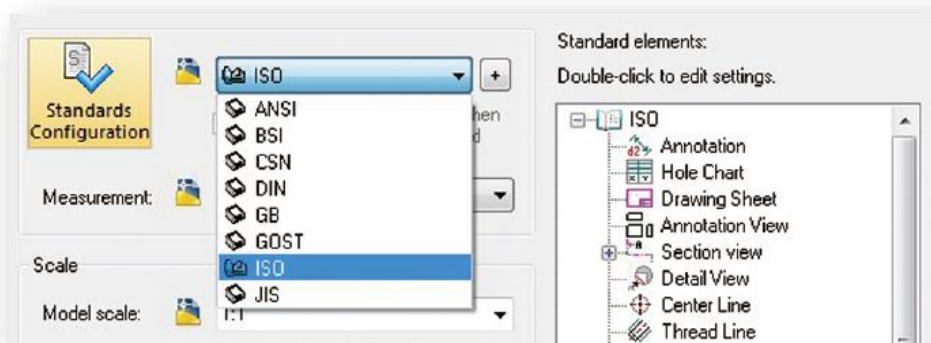 Standards
Configuration
ISO
+
ANSI
BSI
CSN
DIN
GB
GOST
ISO
JIS
hen
d
Measurement:
Scale
Model scale:
1:1
Standard elements:
Double-click to edit settings.
ISO
Annotation
Hole Chart
Drawing Sheet
Annotation View
Section view
Detail View
Center Line
Thread Line